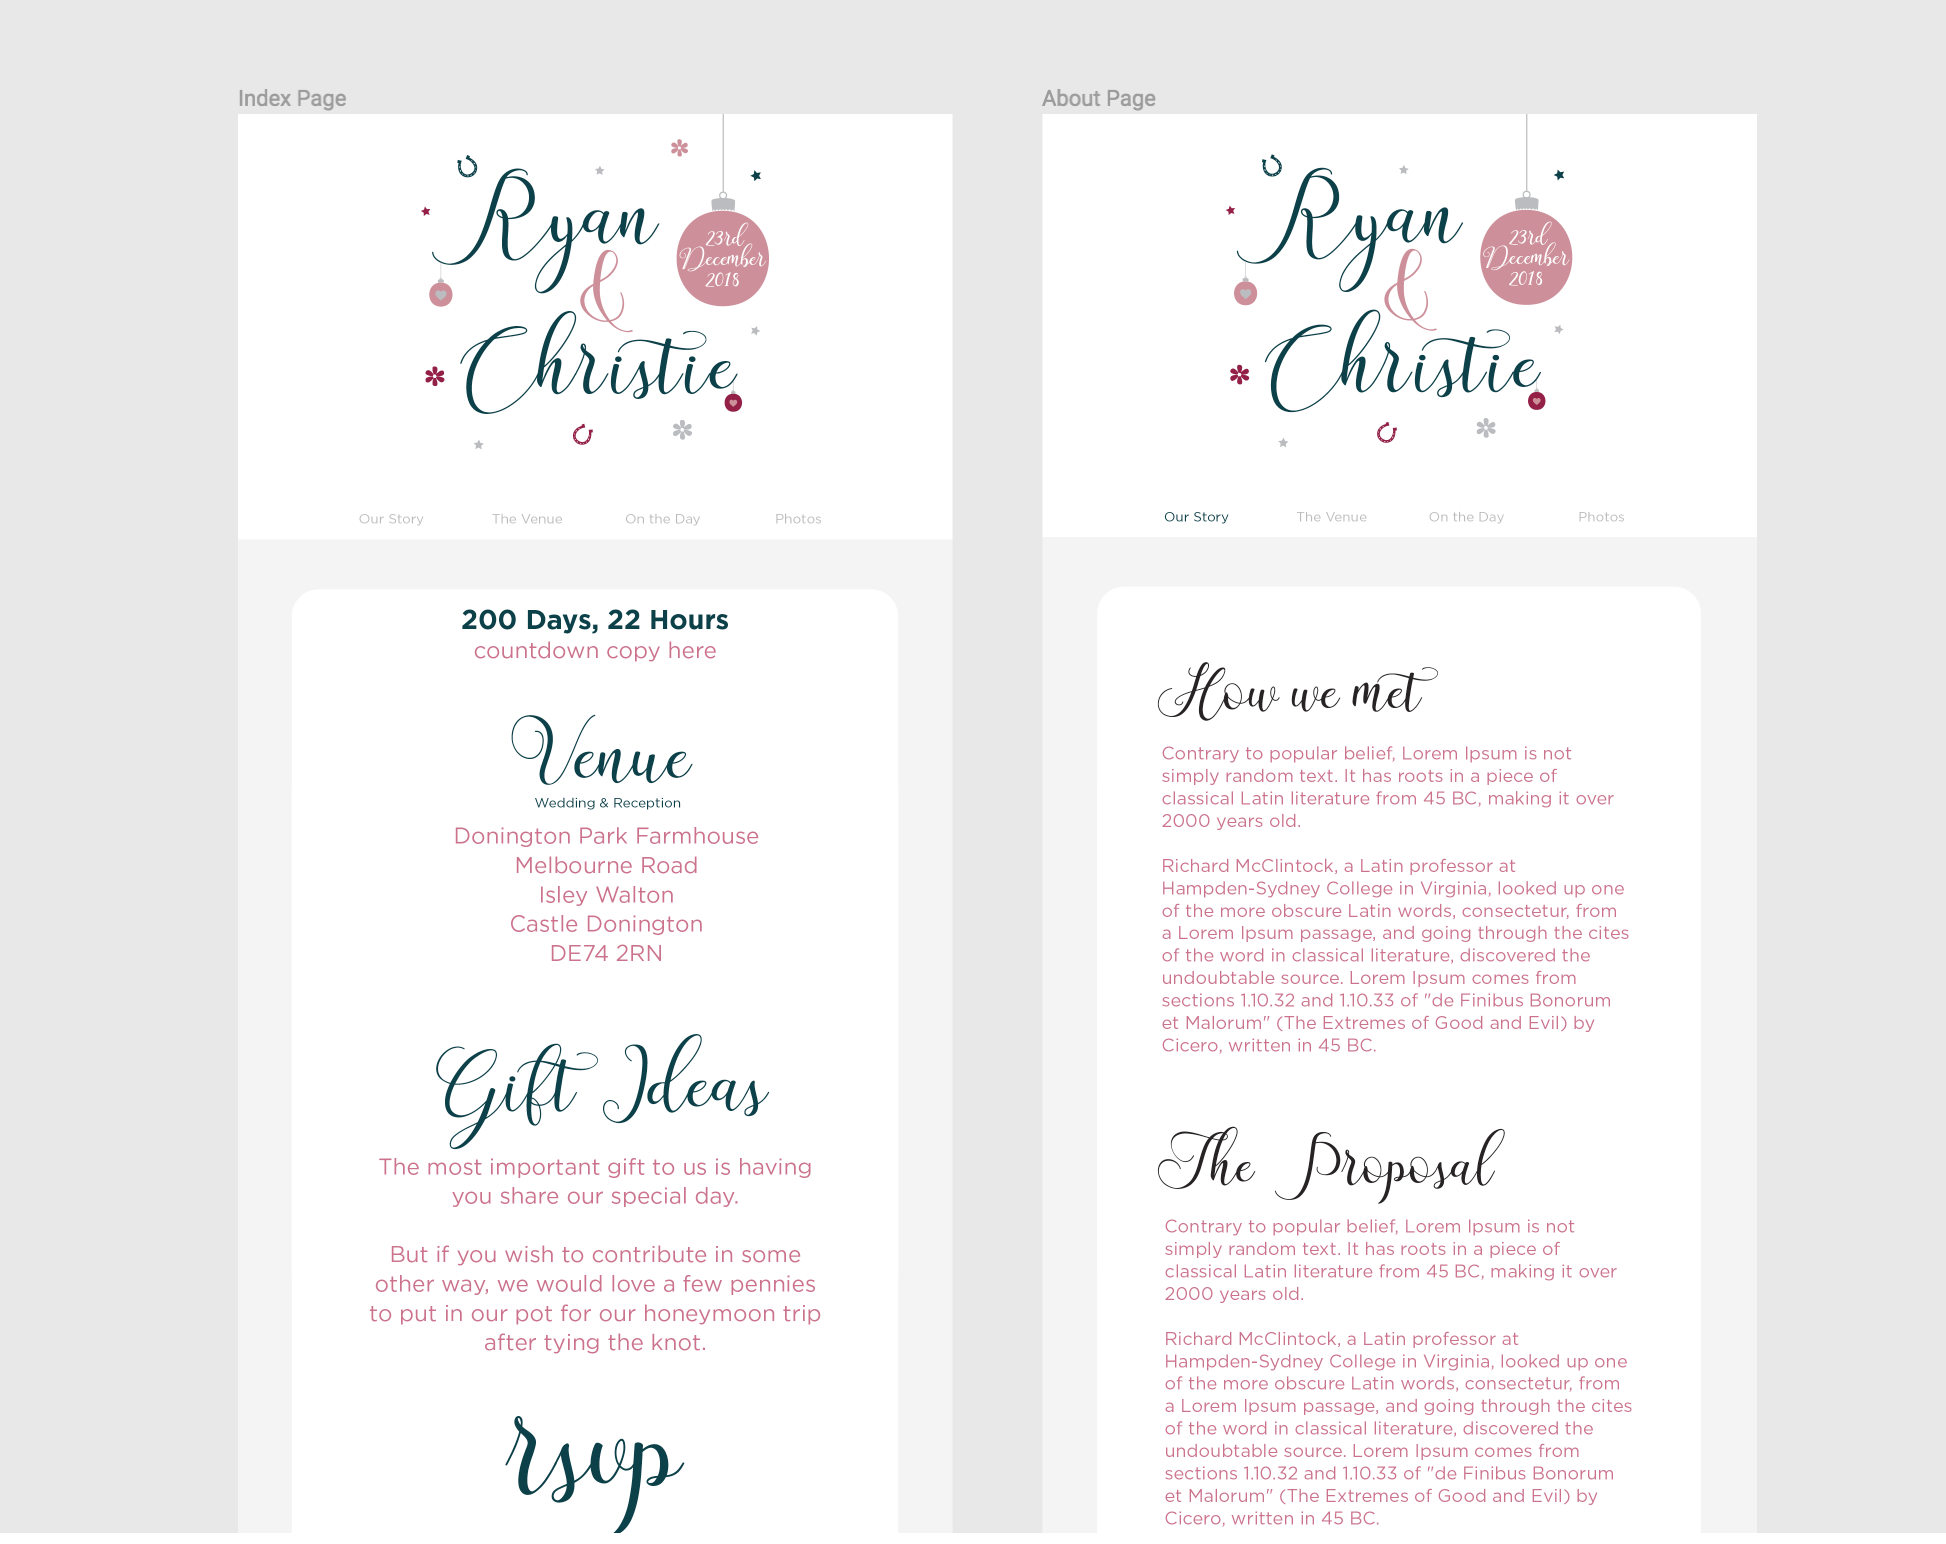 Index Page
Ryan
&
Christie
23rd
December
2018
Our Story The Venue On the Day Photos
200 Days, 22 Hours
countdown copy here
Venue
Wedding & Reception
Donington Park Farmhouse
Melbourne Road
Isley Walton
Castle Donington
DE74 2RN
Gift Ideas
The most important gift to us is having
you share our special day.
But if you wish to contribute in some
other way, we would love a few pennies
to put in our pot for our honeymoon trip
after tying the knot.
rsvp
About Page
Ryan
&
Christie
23rd
December
2018
Our Story The Venue On the Day Photos
How we met
Contrary to popular belief, Lorem Ipsum is not
simply random text. It has roots in a piece of
classical Latin literature from 45 BC, making it over
2000 years old.
Richard McClintock, a Latin professor at
Hampden-Sydney College in Virginia, looked up one
of the more obscure Latin words, consectetur, from
a Lorem Ipsum passage, and going through the cites
of the word in classical literature, discovered the
undoubtable source. Lorem Ipsum comes from
sections 1.10.32 and 1.10.33 of "de Finibus Bonorum
et Malorum" (The Extremes of Good and Evil) by
Cicero, written in 45 BC.
The Proposal
Contrary to popular belief, Lorem Ipsum is not
simply random text. It has roots in a piece of
classical Latin literature from 45 BC, making it over
2000 years old.
Richard McClintock, a Latin professor at
Hampden-Sydney College in Virginia, looked up one
of the more obscure Latin words, consectetur, from
a Lorem Ipsum passage, and going through the cites
of the word in classical literature, discovered the
undoubtable source. Lorem Ipsum comes from
sections 1.10.32 and 1.10.33 of "de Finibus Bonorum
et Malorum" (The Extremes of Good and Evil) by
Cicero, written in 45 BC.